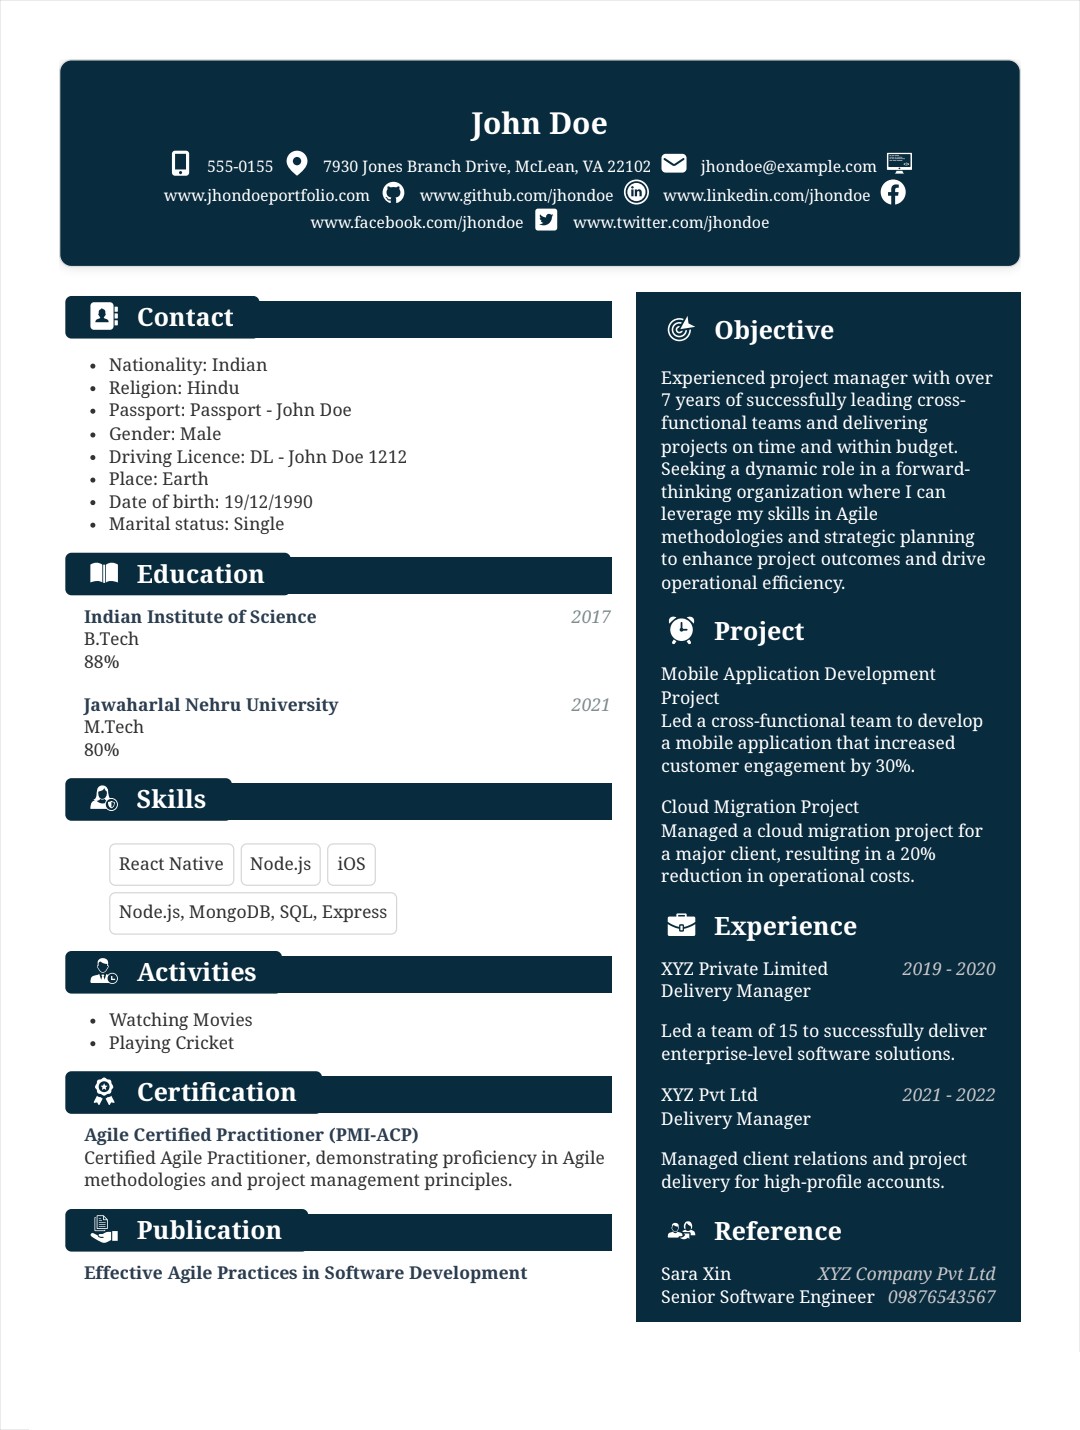 John Doe
555-0155 7930 Jones Branch Drive, McLean, VA 22102 jhondoe@example.com
www.jhondoeportfolio.com www.github.com/jhondoe www.linkedin.com/jhondoe
www.facebook.com/jhondoe www.twitter.com/jhondoe
Contact
Nationality: Indian
Religion: Hindu
Passport: Passport - John Doe
Gender: Male
Driving Licence: DL - John Doe 1212
Place: Earth
Date of birth: 19/12/1990
Marital status: Single
Education
Indian Institute of Science 2017
B.Tech
88%
Jawaharlal Nehru University 2021
M.Tech
80%
Skills
React Native Node.js iOS
Node.js, MongoDB, SQL, Express
Activities
Watching Movies
Playing Cricket
Certification
Agile Certified Practitioner (PMI-ACP)
Certified Agile Practitioner, demonstrating proficiency in Agile
methodologies and project management principles.
Publication
Effective Agile Practices in Software Development
Objective
Experienced project manager with over
7 years of successfully leading cross-
functional teams and delivering
projects on time and within budget.
Seeking a dynamic role in a forward-
thinking organization where I can
leverage my skills in Agile
methodologies and strategic planning
to enhance project outcomes and drive
operational efficiency.
Project
Mobile Application Development
Project
Led a cross-functional team to develop
a mobile application that increased
customer engagement by 30%.
Cloud Migration Project
Managed a cloud migration project for
a major client, resulting in a 20%
reduction in operational costs.
Experience
XYZ Private Limited 2019 - 2020
Delivery Manager
Led a team of 15 to successfully deliver
enterprise-level software solutions.
XYZ Pvt Ltd 2021 - 2022
Delivery Manager
Managed client relations and project
delivery for high-profile accounts.
Reference
Sara Xin XYZ Company Pvt Ltd
Senior Software Engineer 09876543567